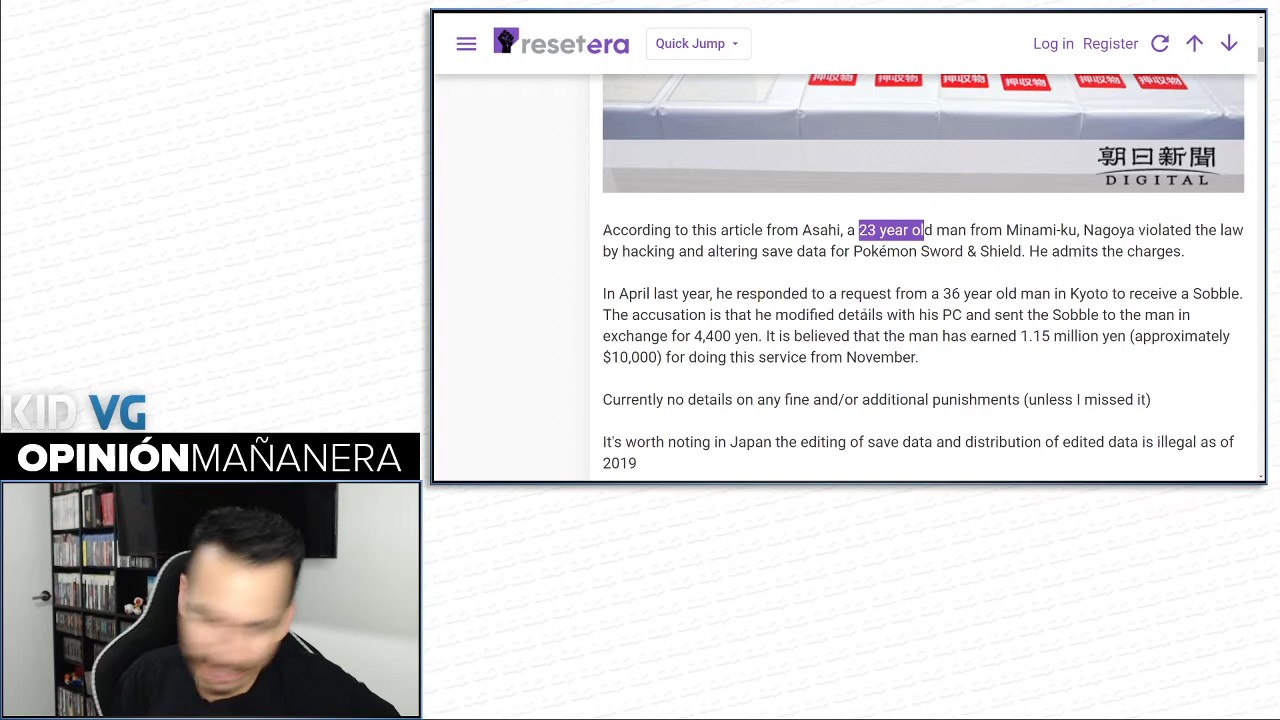 resetera
Quick Jump
Log in Register
押収物 押収物 押収物 押収物 押収物 押収物
朝日新聞
DIGITAL
According to this article from Asahi, a 23 year old man from Minami-ku, Nagoya violated the law
by hacking and altering save data for Pokémon Sword & Shield. He admits the charges.
In April last year, he responded to a request from a 36 year old man in Kyoto to receive a Sobble.
The accusation is that he modified details with his PC and sent the Sobble to the man in
exchange for 4,400 yen. It is believed that the man has earned 1.15 million yen (approximately
$10,000) for doing this service from November.
Currently no details on any fine and/or additional punishments (unless I missed it)
It's worth noting in Japan the editing of save data and distribution of edited data is illegal as of
2019
KID VG
OPINIÓNMAÑANERA